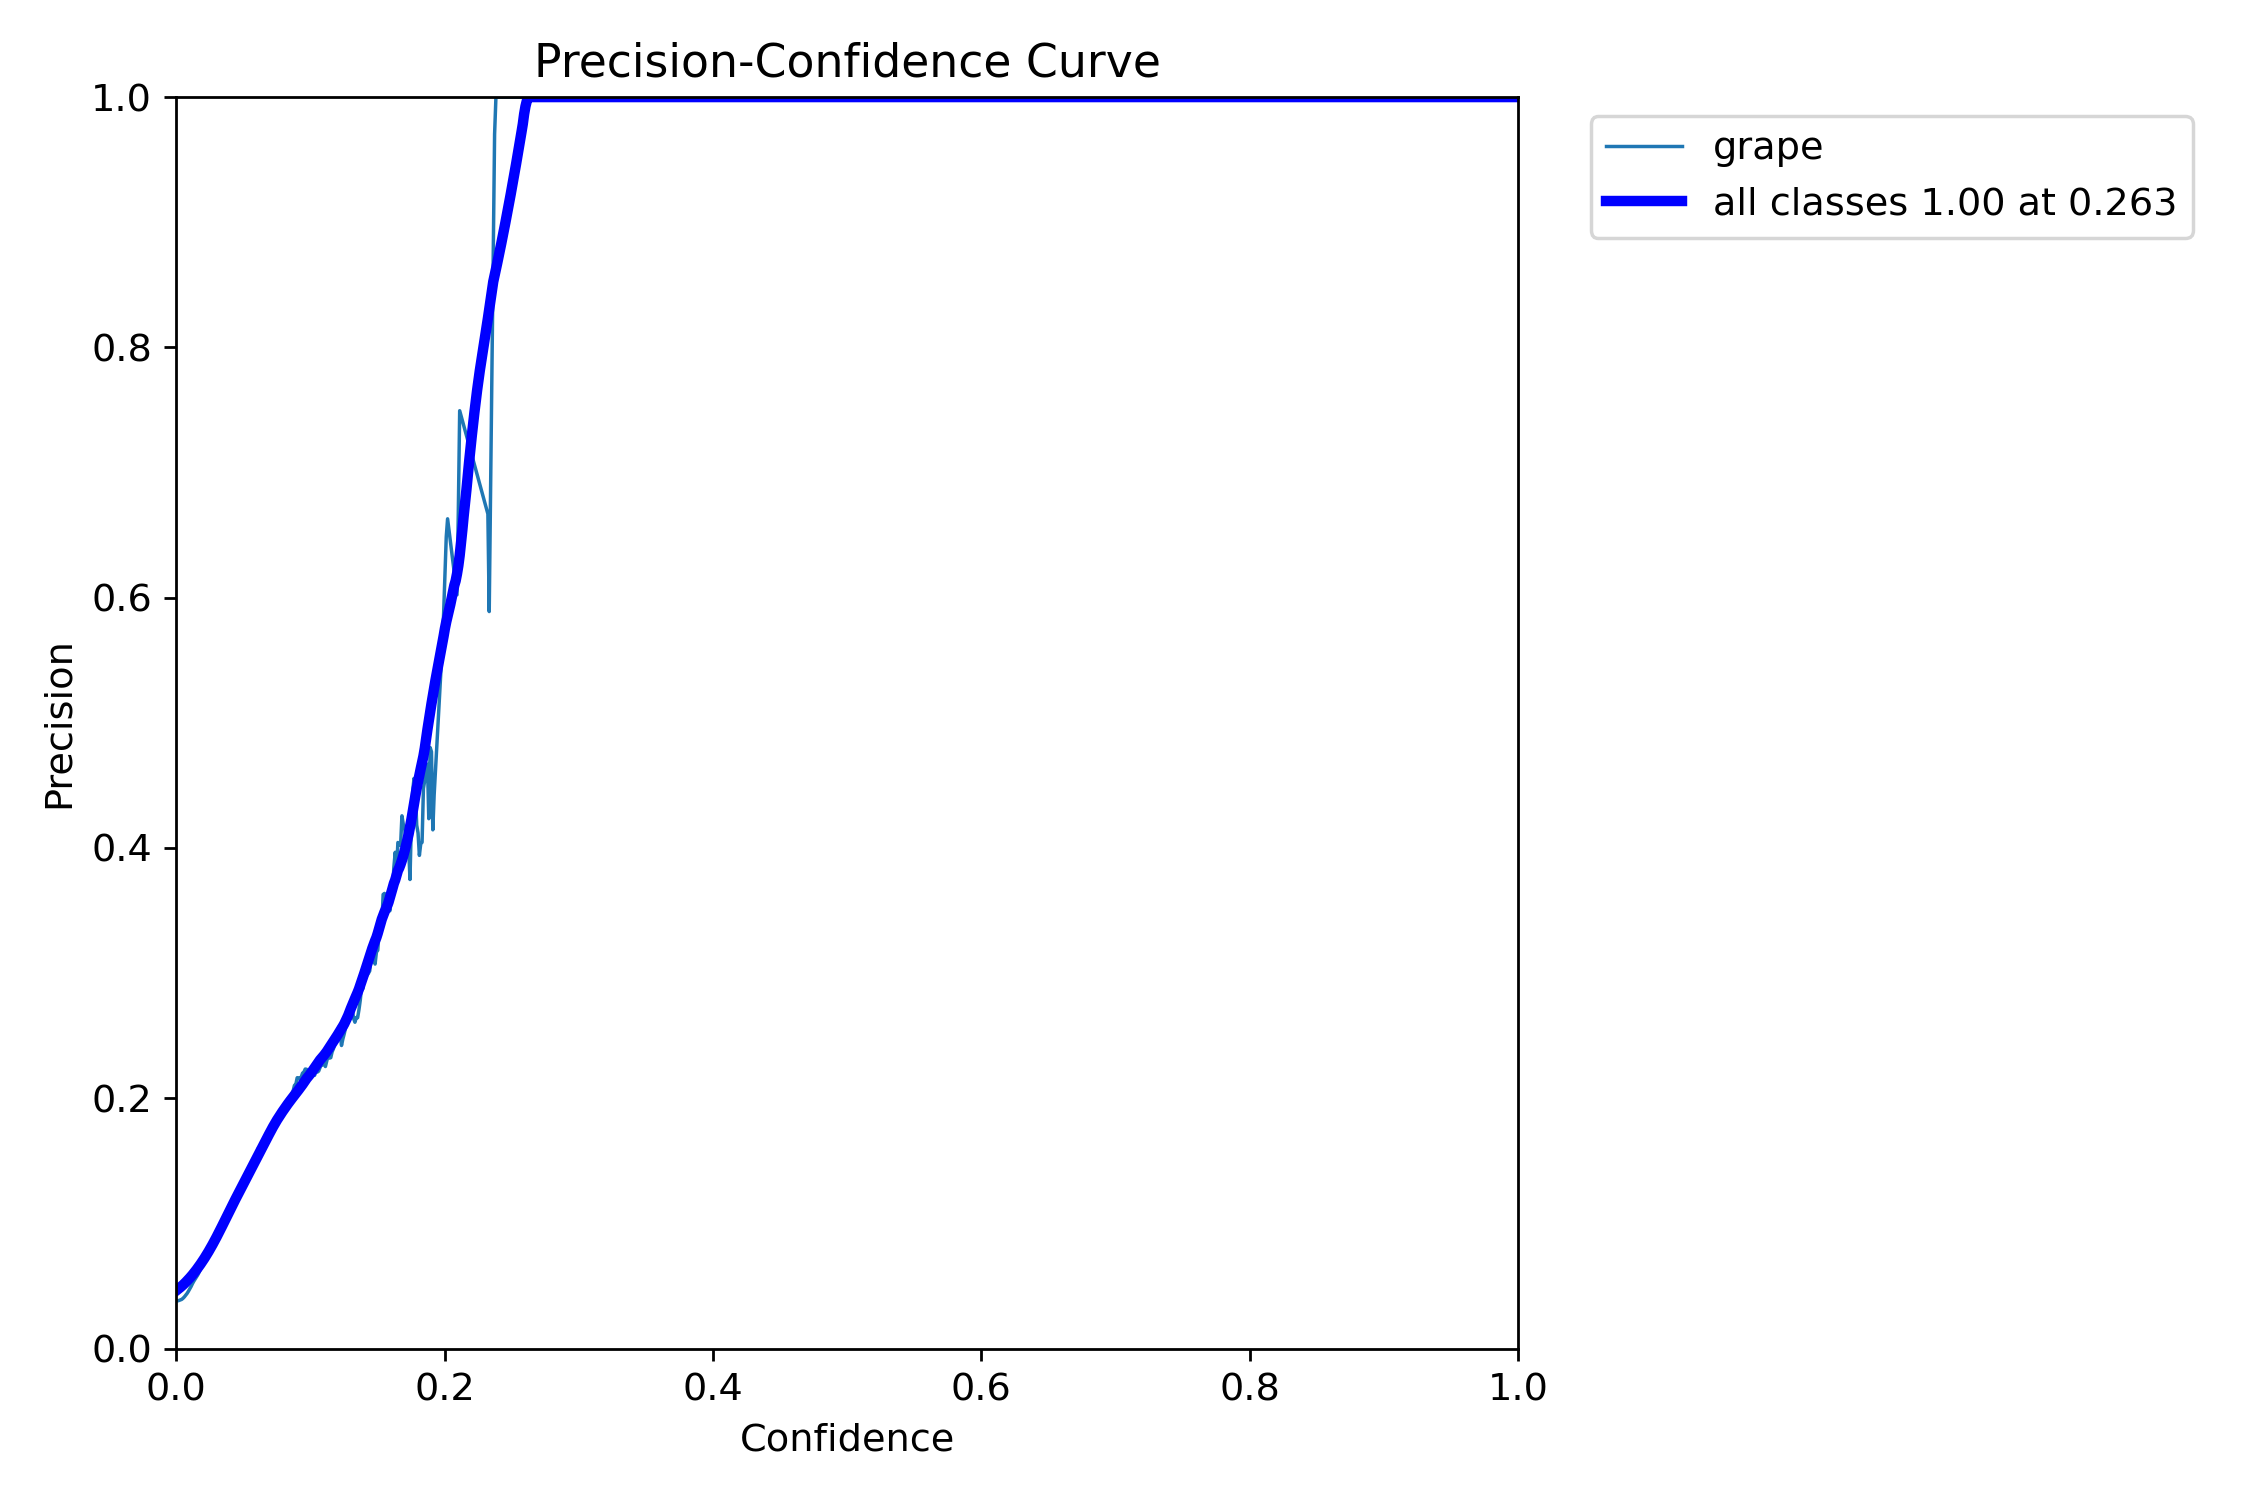 Precision-Confidence Curve
1.0
0.8
0.6
0.4
0.2
0.0
Precision
0.0 0.2 0.4 0.6 0.8 1.0
Confidence
grape
all classes 1.00 at 0.263